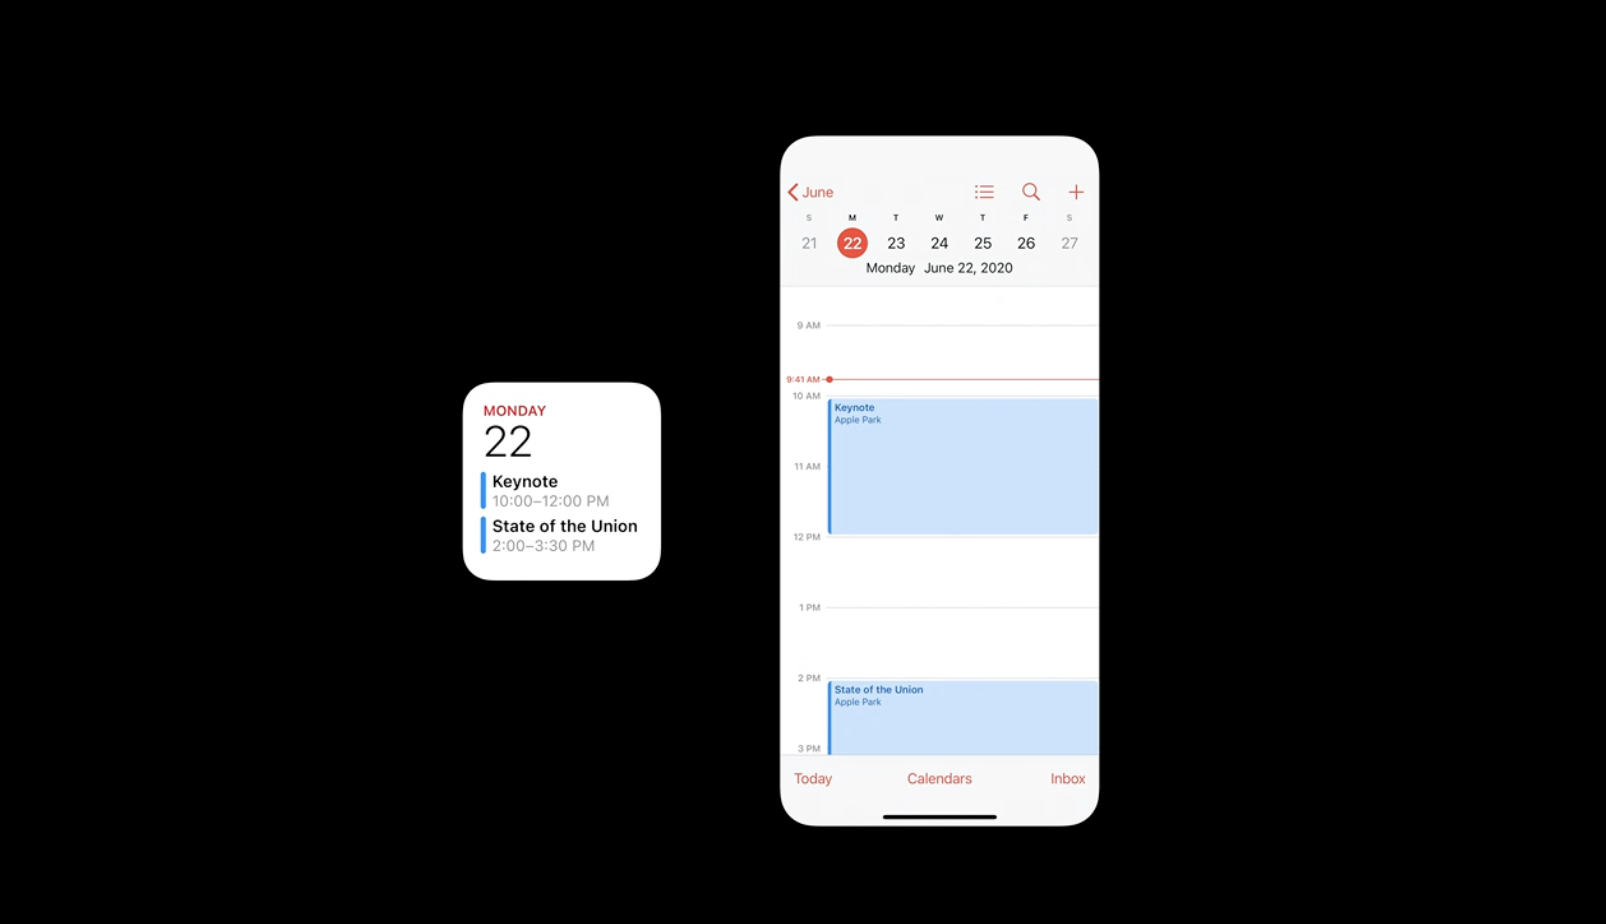 MONDAY
22
Keynote
10:00–12:00 PM
State of the Union
2:00–3:30 PM
June
S M T W T F S
21 22 23 24 25 26 27
Monday June 22, 2020
9 AM
9:41 AM
10 AM
Keynote
Apple Park
11 AM
12 PM
1 PM
2 PM
State of the Union
Apple Park
3 PM
Today Calendars Inbox